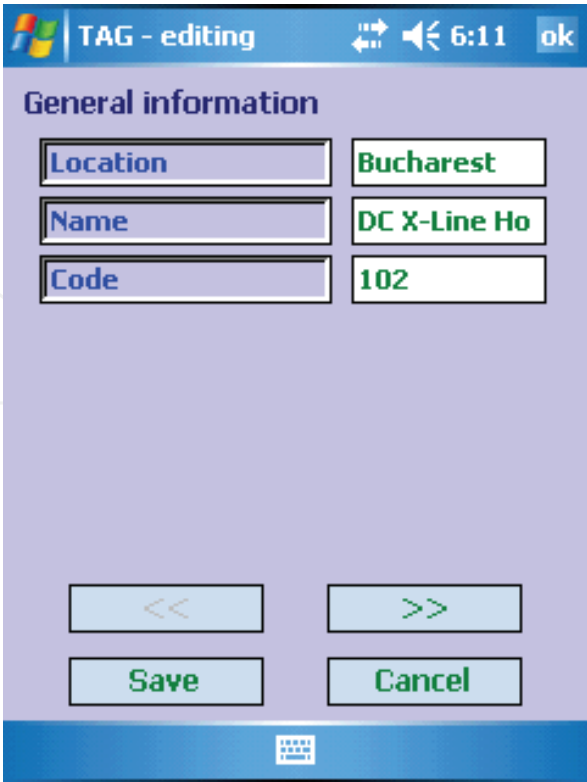 TAG - editing 6:11 ok
General information
Location Bucharest
Name DC X-Line Ho
Code 102
<< >>
Save Cancel